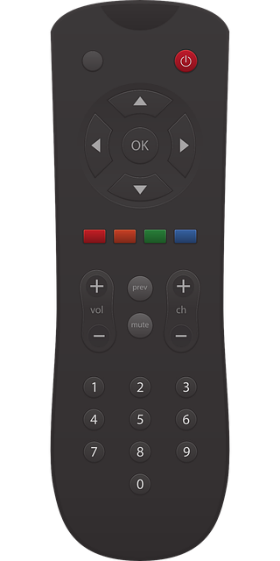 OK
+ prev +
vol ch
mute
− −
1 2 3
4 5 6
7 8 9
0